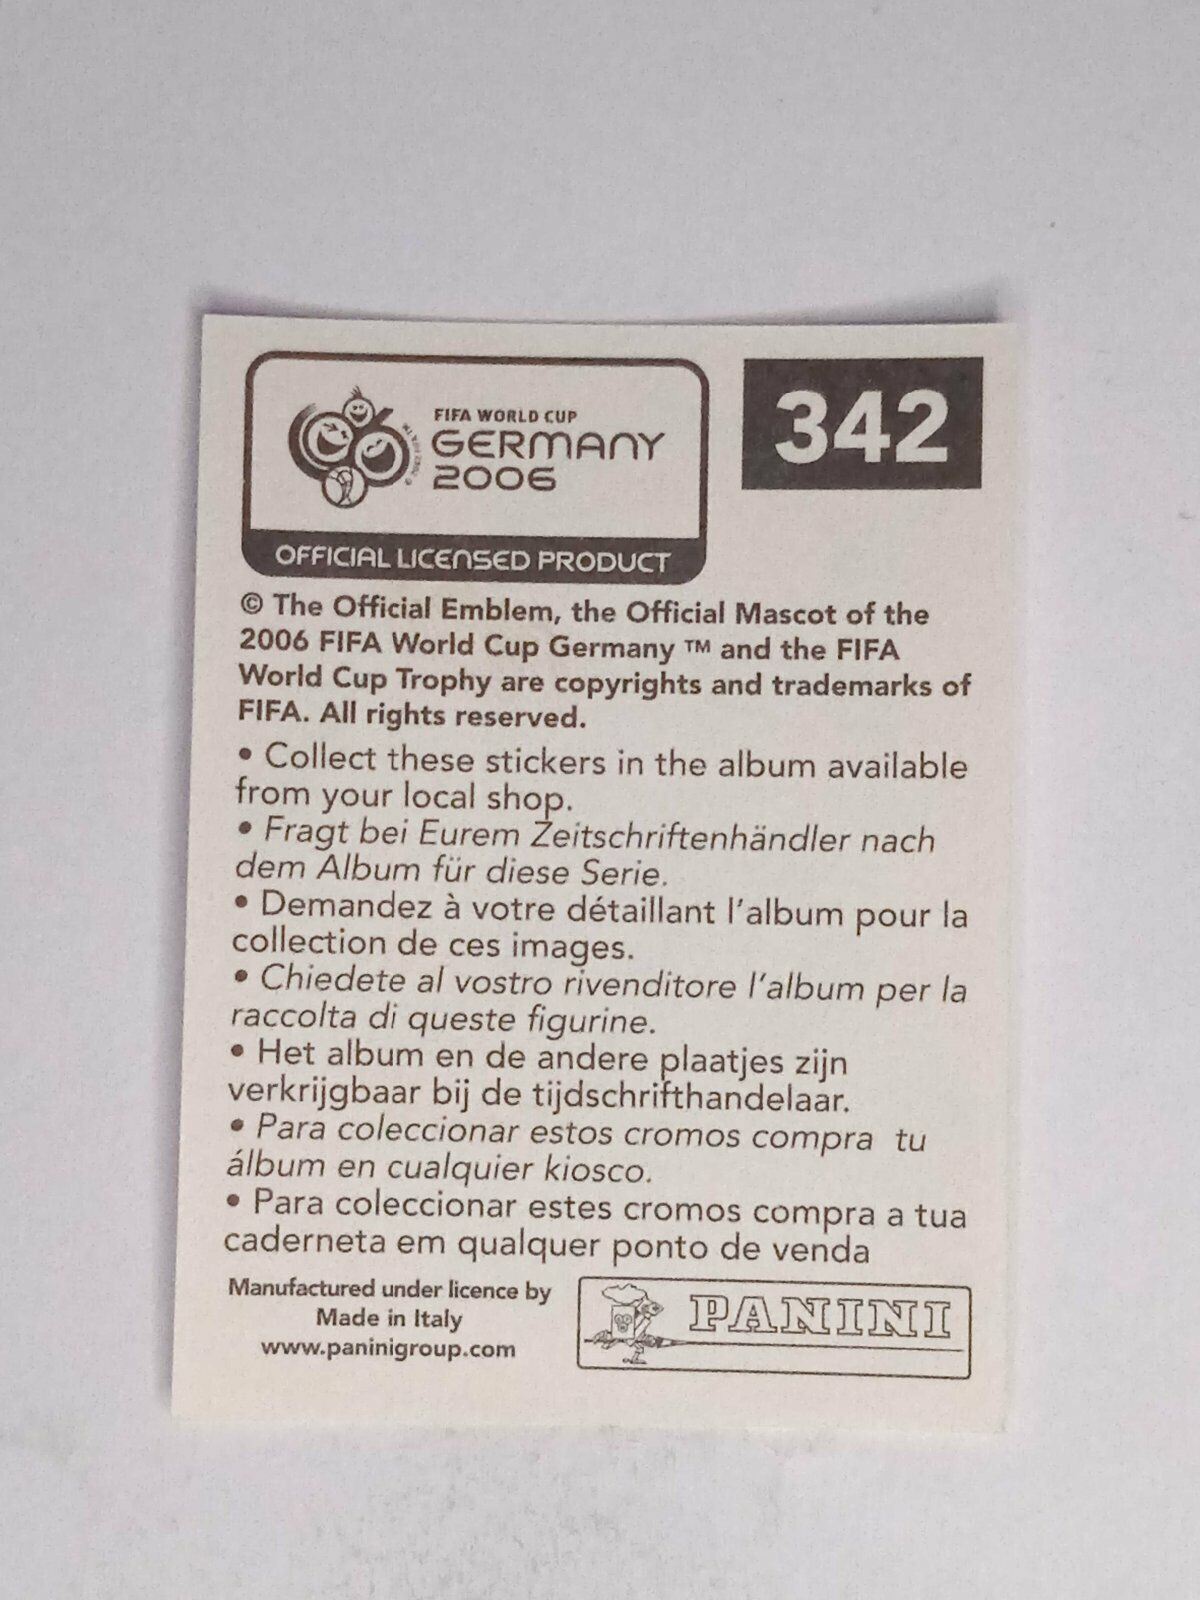 FIFA WORLD CUP
GERMANY
2006
OFFICIAL LICENSED PRODUCT
342
© The Official Emblem, the Official Mascot of the
2006 FIFA World Cup Germany ™ and the FIFA
World Cup Trophy are copyrights and trademarks of
FIFA. All rights reserved.
• Collect these stickers in the album available
from your local shop.
• Fragt bei Eurem Zeitschriftenhändler nach
dem Album für diese Serie.
• Demandez à votre détaillant l'album pour la
collection de ces images.
• Chiedete al vostro rivenditore l'album per la
raccolta di queste figurine.
• Het album en de andere plaatjes zijn
verkrijgbaar bij de tijdschrifthandelaar.
• Para coleccionar estos cromos compra tu
álbum en cualquier kiosco.
• Para coleccionar estes cromos compra a tua
caderneta em qualquer ponto de venda
Manufactured under licence by
Made in Italy
www.paninigroup.com
PANINI